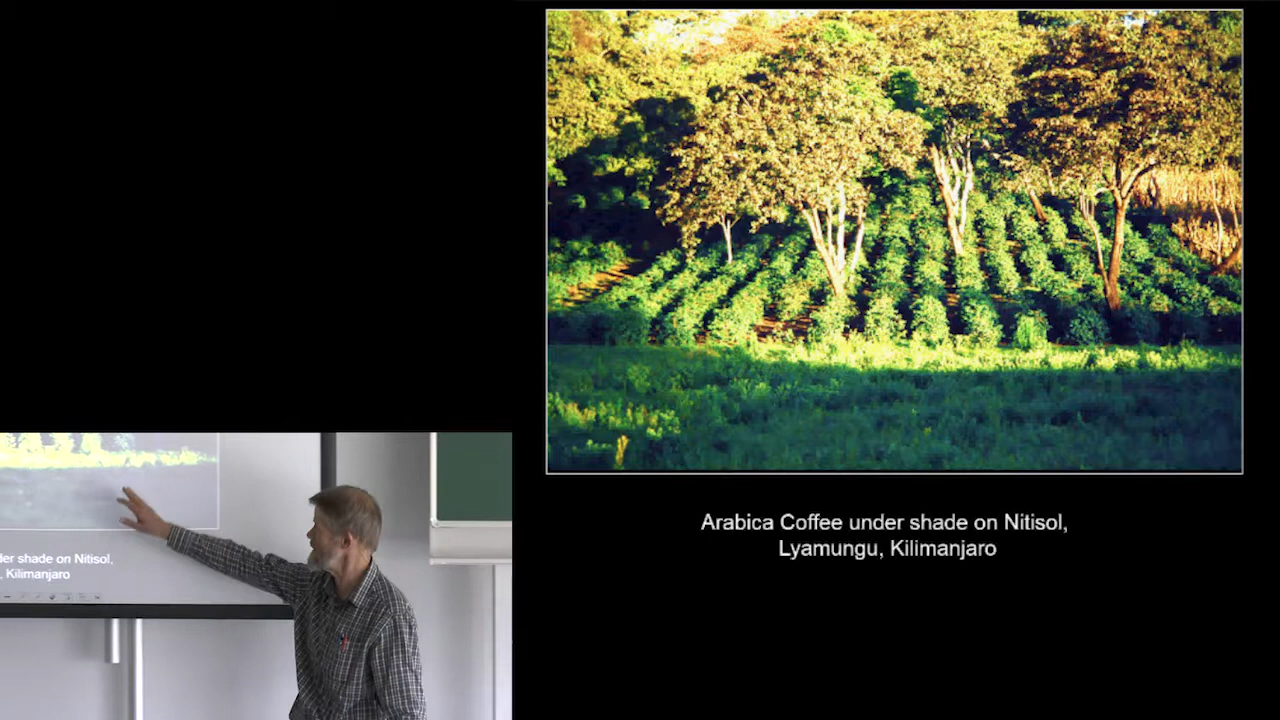 Arabica Coffee under shade on Nitisol,
Lyamungu, Kilimanjaro
der shade on Nitisol,
, Kilimanjaro